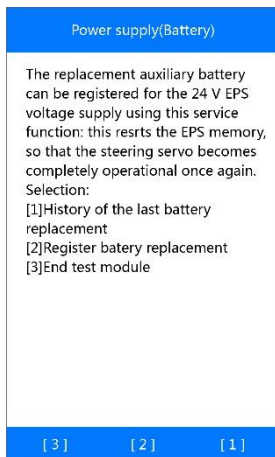 Power supply(Battery)
The replacement auxiliary battery
can be registered for the 24 V EPS
voltage supply using this service
function: this resrts the EPS memory,
so that the steering servo becomes
completely operational once again.
Selection:
[1]History of the last battery
replacement
[2]Register batery replacement
[3]End test module
[ 3 ] [ 2 ] [ 1 ]